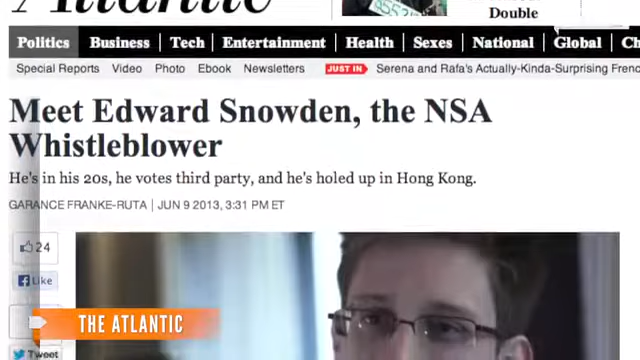 Atlantic
Double
Politics Business Tech Entertainment Health Sexes National Global
Special Reports Video Photo Ebook Newsletters JUST IN Serena and Rafa's Actually-Kinda-Surprising
Meet Edward Snowden, the NSA
Whistleblower
He's in his 20s, he votes third party, and he's holed up in Hong Kong.
GARANCE FRANKE-RUTA | JUN 9 2013, 3:31 PM ET
24
Like
THE ATLANTIC
Tweet